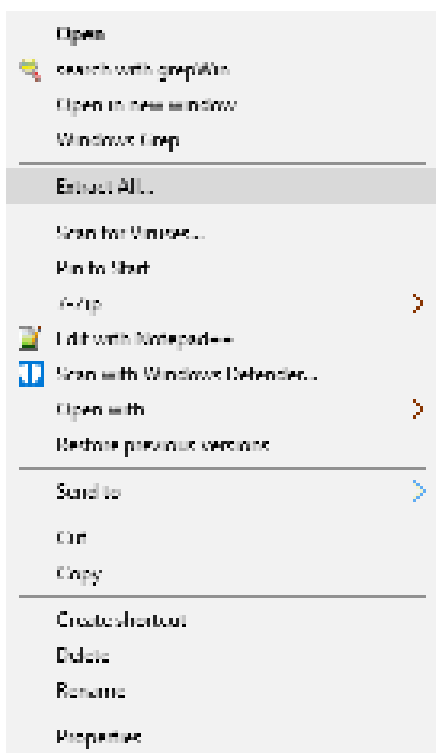 Open
search with grepWin
Open in new window
Windows Grep
Extract All...
Scan for Viruses...
Pin to Start
7-Zip
Edit with Notepad++
Scan with Windows Defender...
Open with
Restore previous versions
Send to
Cut
Copy
Create shortcut
Delete
Rename
Properties